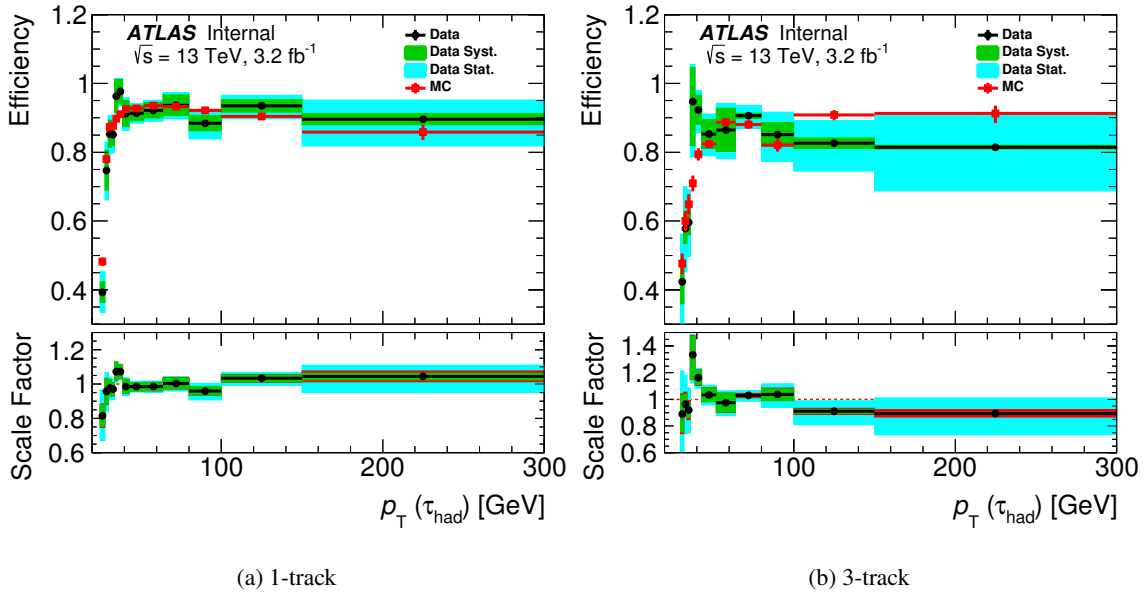 ATLAS Internal
√s = 13 TeV, 3.2 fb⁻¹
Data
Data Syst.
Data Stat.
MC
Efficiency
1.2
1
0.8
0.6
0.4
Scale Factor
1.2
1.0
0.8
0.6
100 200 300
p_T (τ_had) [GeV]
(a) 1-track
ATLAS Internal
√s = 13 TeV, 3.2 fb⁻¹
Data
Data Syst.
Data Stat.
MC
Efficiency
1.2
1
0.8
0.6
0.4
Scale Factor
1.4
1.2
1.0
0.8
0.6
100 200 300
p_T (τ_had) [GeV]
(b) 3-track